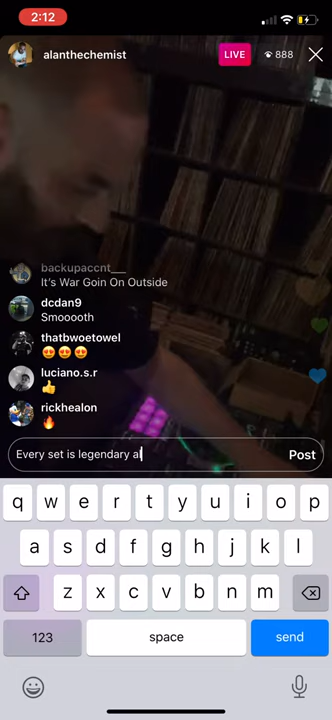 2:12
alanthechemist
LIVE
888
backupaccnt___
It's War Goin On Outside
dcdan9
Smooooth
thatbwoetowel
😍😍😍
luciano.s.r
👍
rickhealon
🔥
Every set is legendary al
Post
q w e r t y u i o p
a s d f g h j k l
z x c v b n m
123 space send